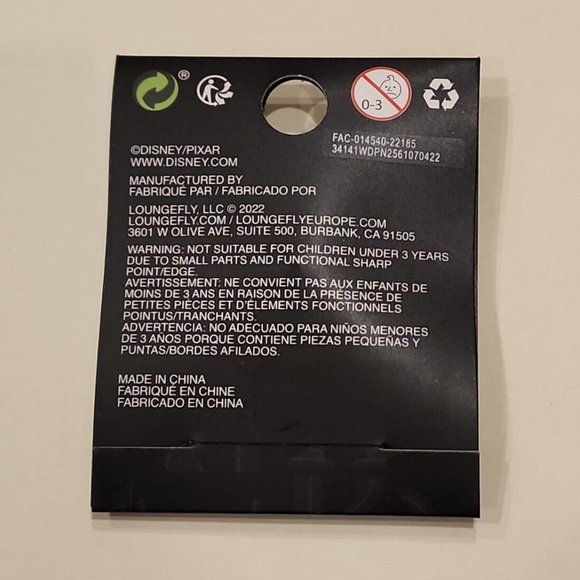 ®
0-3
FAC-014540-22185
34141WDPN2561070422
©DISNEY/PIXAR
WWW.DISNEY.COM
MANUFACTURED BY
FABRIQUÉ PAR / FABRICADO POR
LOUNGEFLY, LLC © 2022
LOUNGEFLY.COM / LOUNGEFLYEUROPE.COM
3601 W OLIVE AVE, SUITE 500, BURBANK, CA 91505
WARNING: NOT SUITABLE FOR CHILDREN UNDER 3 YEARS
DUE TO SMALL PARTS AND FUNCTIONAL SHARP
POINT/EDGE.
AVERTISSEMENT: NE CONVIENT PAS AUX ENFANTS DE
MOINS DE 3 ANS EN RAISON DE LA PRÉSENCE DE
PETITES PIÈCES ET D'ÉLÉMENTS FONCTIONNELS
POINTUS/TRANCHANTS.
ADVERTENCIA: NO ADECUADO PARA NIÑOS MENORES
DE 3 AÑOS PORQUE CONTIENE PIEZAS PEQUEÑAS Y
PUNTAS/BORDES AFILADOS.
MADE IN CHINA
FABRIQUÉ EN CHINE
FABRICADO EN CHINA